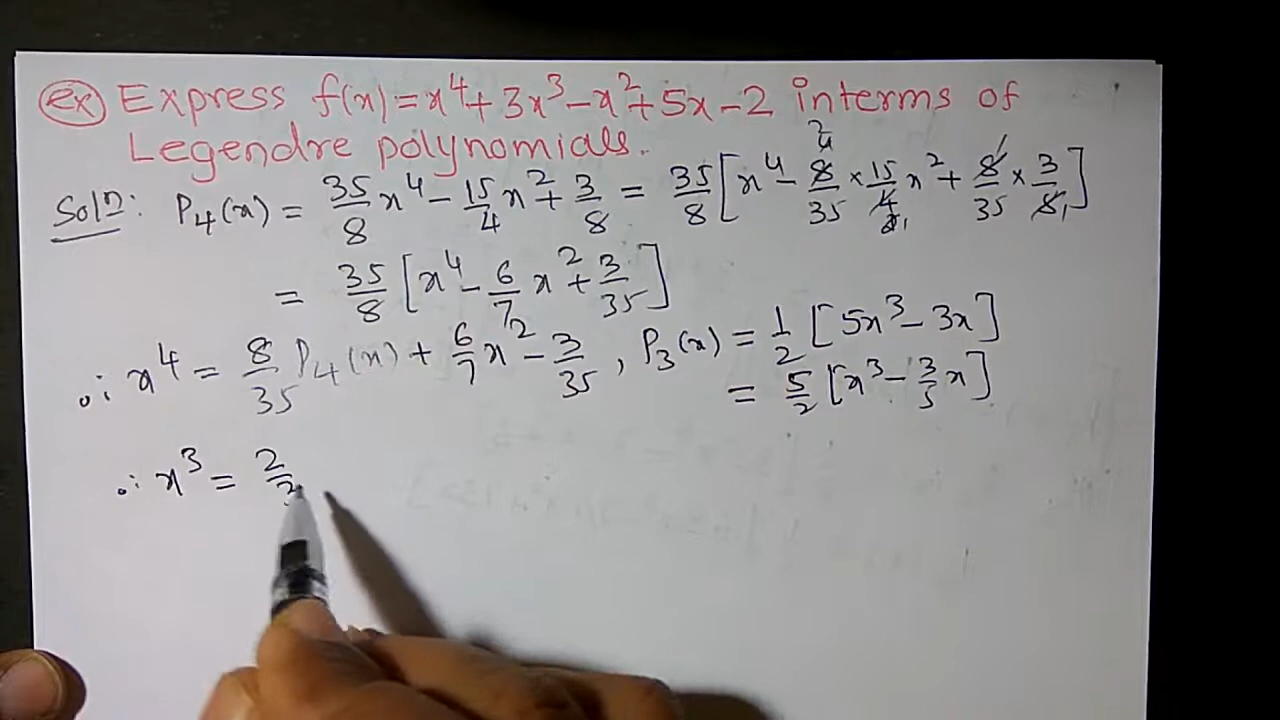 ex Express f(x) = x⁴ + 3x³ - x² + 5x - 2 interms of
Legendre polynomials.
Solⁿ: P₄(x) = 35/8 x⁴ - 15/4 x² + 3/8 = 35/8 [x⁴ - 8/35 × 15/4 x² + 8/35 × 3/8]
= 35/8 [x⁴ - 6/7 x² + 3/35]
∴ x⁴ = 8/35 P₄(x) + 6/7 x² - 3/35 , P₃(x) = 1/2 [5x³ - 3x]
= 5/2 [x³ - 3/5 x]
∴ x³ = 2/